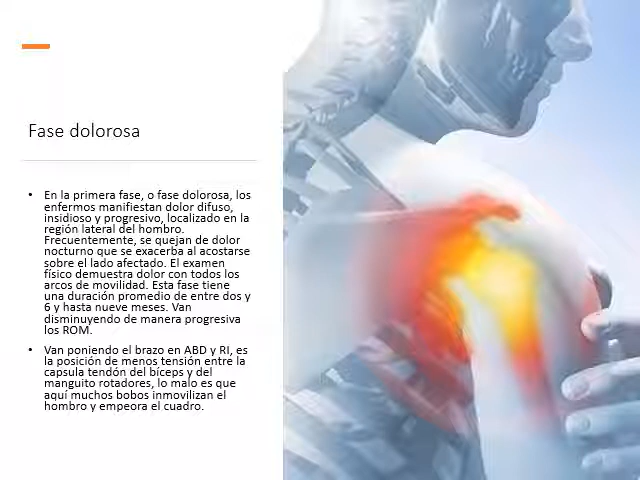 Fase dolorosa
• En la primera fase, o fase dolorosa, los
enfermos manifiestan dolor difuso,
insidioso y progresivo, localizado en la
región lateral del hombro.
Frecuentemente, se quejan de dolor
nocturno que se exacerba al acostarse
sobre el lado afectado. El examen
físico demuestra dolor con todos los
arcos de movilidad. Esta fase tiene
una duración promedio de entre dos y
6 y hasta nueve meses. Van
disminuyendo de manera progresiva
los ROM.
• Van poniendo el brazo en ABD y RI, es
la posición de menos tensión entre la
capsula tendón del bíceps y del
manguito rotadores, lo malo es que
aquí muchos bobos inmovilizan el
hombro y empeora el cuadro.